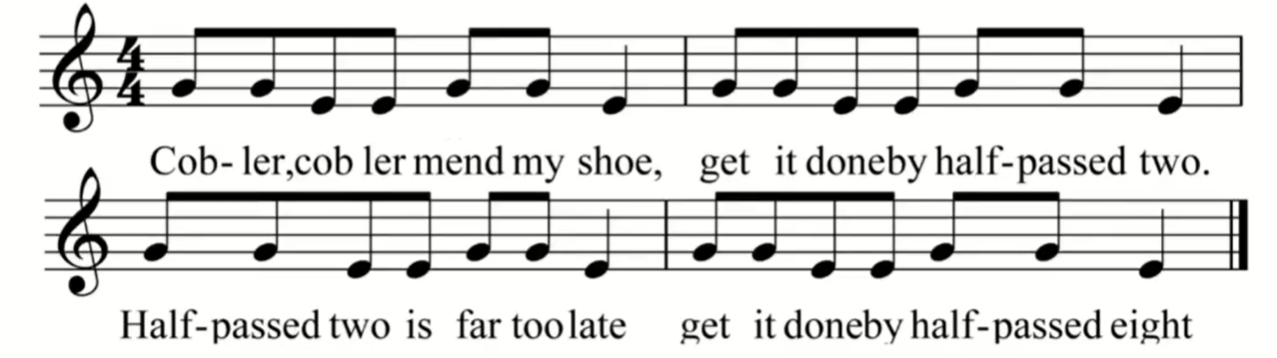 4
4
Cob- ler,cob ler mend my shoe, get it doneby half-passed two.
Half-passed two is far toolate get it doneby half-passed eight